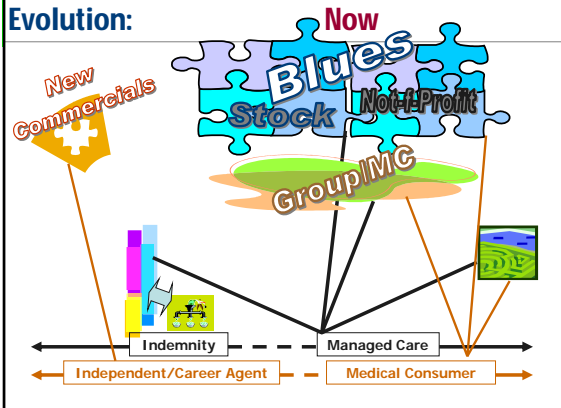 Evolution: Now
New
Commercials
Blues
Stock
Not-f-Profit
Group/MC
Indemnity
Managed Care
Independent/Career Agent
Medical Consumer